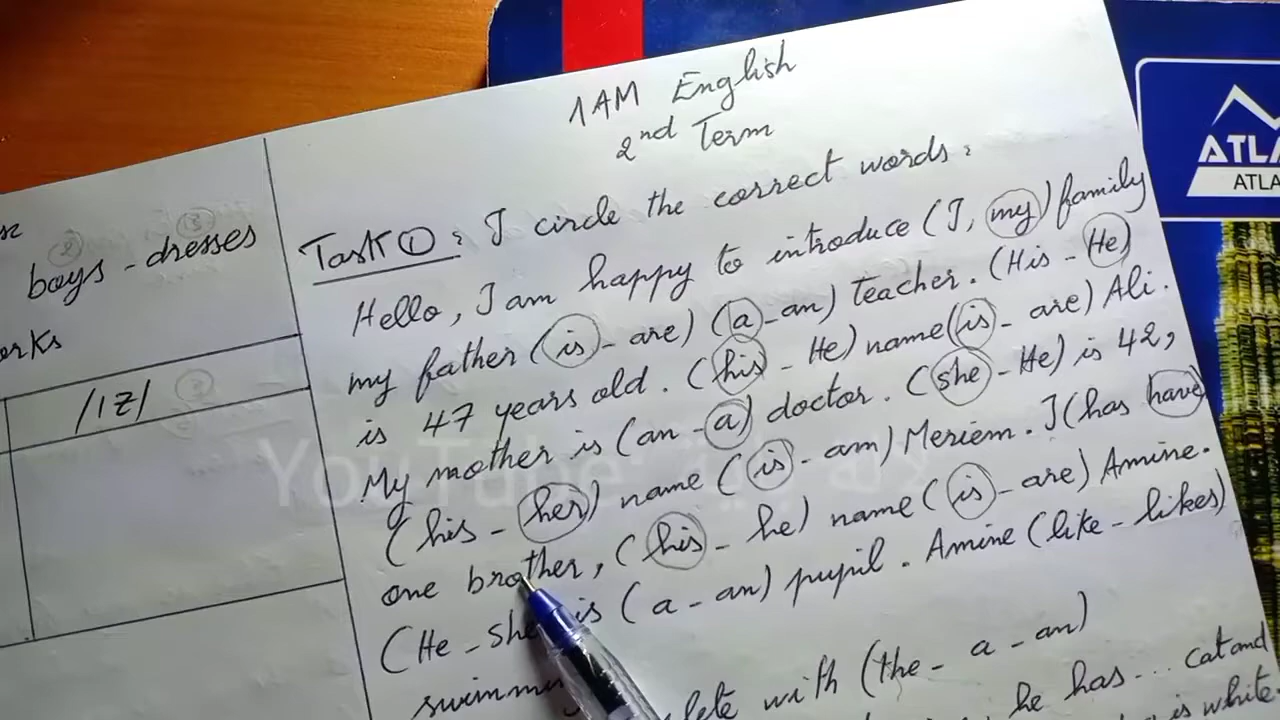 1AM English
2nd Term
Task ① : I circle the correct words :
Hello, I am happy to introduce (I, my) family
my father (is - are) (a - an) teacher. (His - He)
is 47 years old. (his - He) name (is - are) Ali.
My mother is (an - a) doctor. (she - He) is 42,
(his - her) name (is - am) Meriem. I (has have)
one brother, (his - he) name (is - are) Amine.
(He - she is (a - an) pupil. Amine (like - likes)
with (the - a - an)
he has... cat and
is white.
boys - dresses
/ız/
YouTube:
ATLA
ATLA